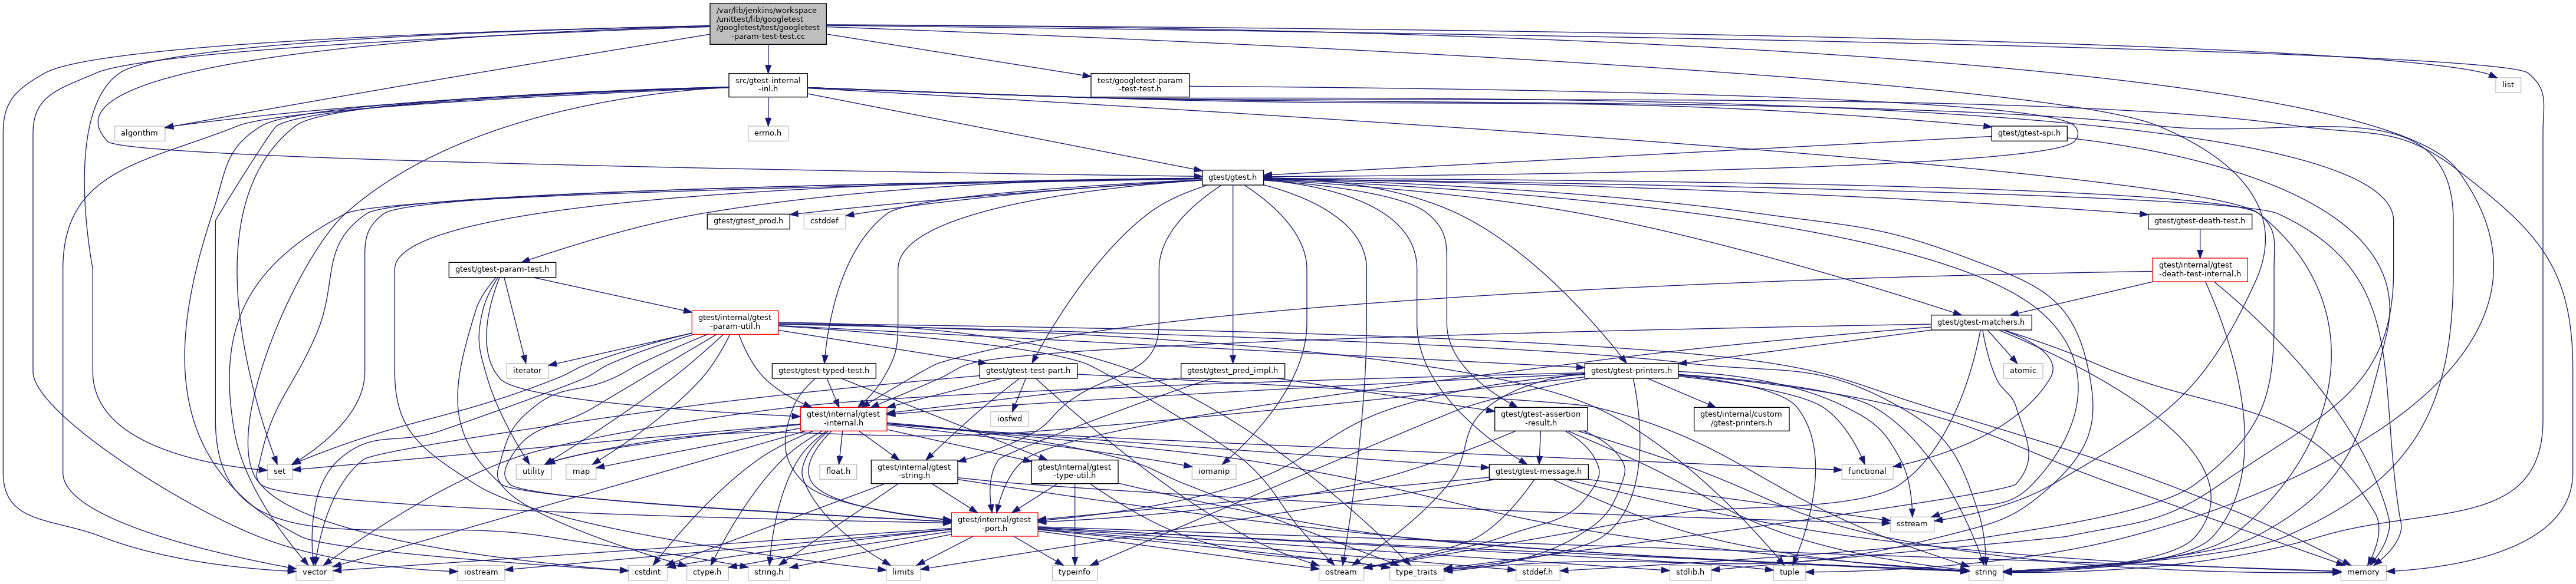 /var/lib/jenkins/workspace
/unittest/lib/googletest
/googletest/test/googletest
-param-test-test.cc
src/gtest-internal
-inl.h
test/googletest-param
-test-test.h
list
algorithm
errno.h
gtest/gtest-spi.h
gtest/gtest.h
gtest/gtest_prod.h
cstddef
gtest/gtest-death-test.h
gtest/gtest-param-test.h
gtest/internal/gtest
-death-test-internal.h
gtest/internal/gtest
-param-util.h
gtest/gtest-matchers.h
iterator
gtest/gtest-typed-test.h
gtest/gtest-test-part.h
gtest/gtest_pred_impl.h
gtest/gtest-printers.h
atomic
gtest/internal/gtest
-internal.h
iosfwd
gtest/gtest-assertion
-result.h
gtest/internal/custom
/gtest-printers.h
set
utility
map
float.h
gtest/internal/gtest
-string.h
gtest/internal/gtest
-type-util.h
iomanip
gtest/gtest-message.h
functional
gtest/internal/gtest
-port.h
sstream
vector
iostream
cstdint
ctype.h
string.h
limits
typeinfo
ostream
type_traits
stddef.h
stdlib.h
tuple
string
memory